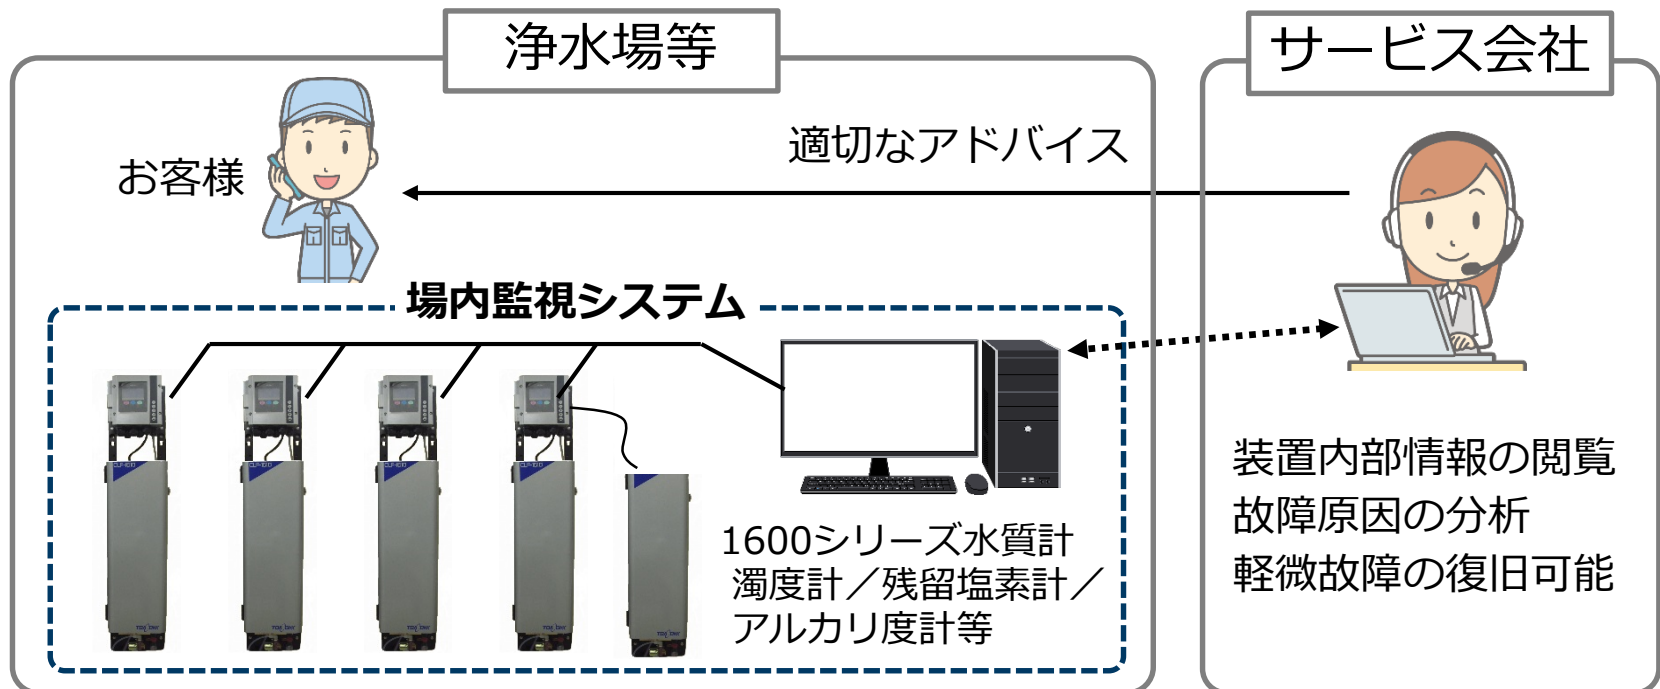 浄水場等
サービス会社
適切なアドバイス
お客様
場内監視システム
1600シリーズ水質計
濁度計／残留塩素計／
アルカリ度計等
装置内部情報の閲覧
故障原因の分析
軽微故障の復旧可能